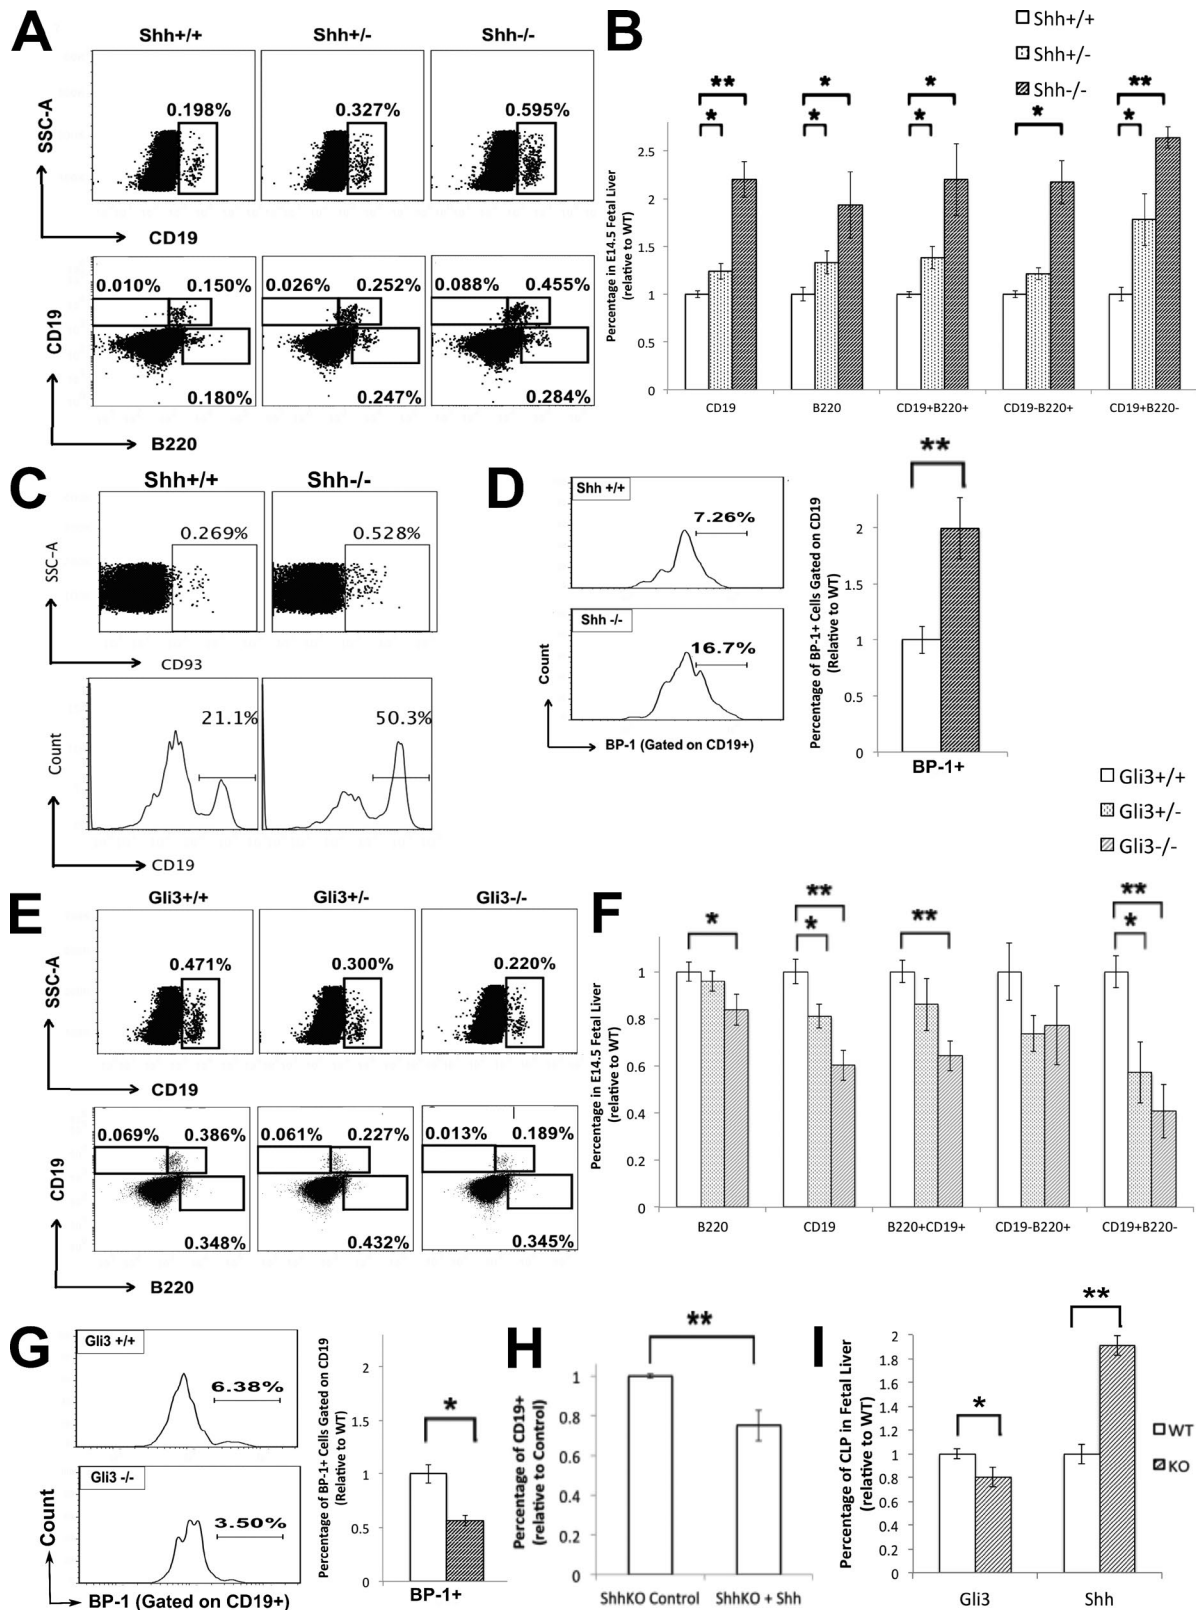 A
Shh+/+
Shh+/-
Shh-/-
SSC-A
0.198%
0.327%
0.595%
CD19
CD19
0.010%
0.150%
0.026%
0.252%
0.088%
0.455%
0.180%
0.247%
0.284%
B220
B
Shh+/+
Shh+/-
Shh-/-
**
*
*
*
*
*
*
**
*
Percentage in E14.5 Fetal Liver
(relative to WT)
2.5
2
1.5
1
0.5
0
CD19
B220
CD19+B220+
CD19-B220+
CD19+B220-
C
Shh+/+
Shh-/-
SSC-A
0.269%
0.528%
CD93
Count
21.1%
50.3%
CD19
D
Shh +/+
7.26%
Shh -/-
16.7%
Count
BP-1 (Gated on CD19+)
Percentage of BP-1+ Cells Gated on CD19
(Relative to WT)
**
2
1.5
1
0.5
0
BP-1+
Gli3+/+
Gli3+/-
Gli3-/-
E
Gli3+/+
Gli3+/-
Gli3-/-
SSC-A
0.471%
0.300%
0.220%
CD19
CD19
0.069%
0.386%
0.061%
0.227%
0.013%
0.189%
0.348%
0.432%
0.345%
B220
F
*
**
*
**
**
*
Percentage in E14.5 Fetal Liver
(relative to WT)
1
0.8
0.6
0.4
0.2
0
B220
CD19
B220+CD19+
CD19-B220+
CD19+B220-
G
Gli3 +/+
6.38%
Gli3 -/-
3.50%
Count
BP-1 (Gated on CD19+)
Percentage of BP-1+ Cells Gated on CD19
(Relative to WT)
*
2
1.5
1
0.5
0
BP-1+
H
**
Percentage of CD19+
(relative to Control)
1
0.8
0.6
0.4
0.2
0
ShhKO Control
ShhKO + Shh
I
**
*
Percentage of CLP in Fetal Liver
(relative to WT)
2
1.8
1.6
1.4
1.2
1
0.8
0.6
0.4
0.2
0
Gli3
Shh
WT
KO